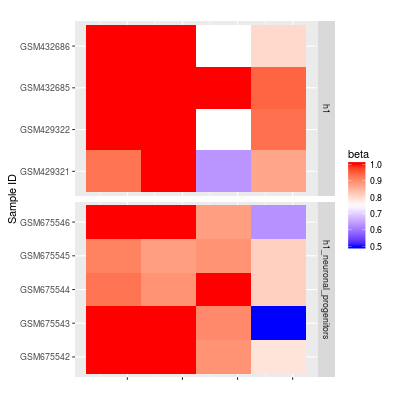 GSM432686
GSM432685
GSM429322
GSM429321
h1
GSM675546
GSM675545
GSM675544
GSM675543
GSM675542
h1_neuronal_progenitors
Sample ID
beta
1.0
0.9
0.8
0.7
0.6
0.5